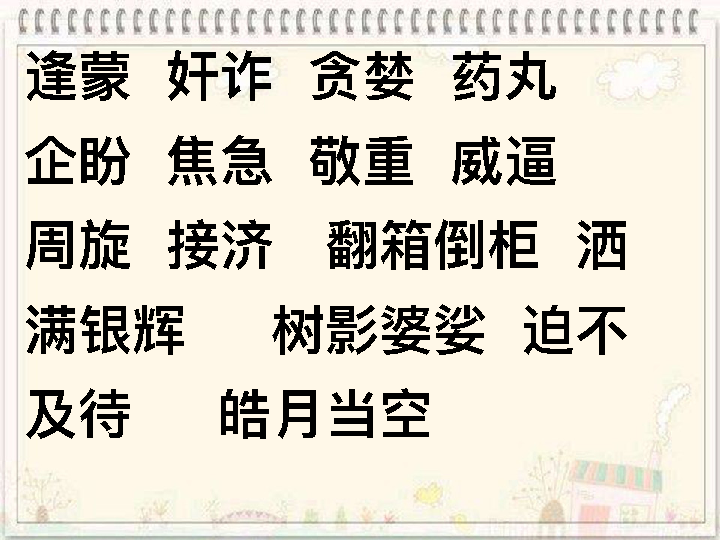 逢蒙 奸诈 贪婪 药丸
企盼 焦急 敬重 威逼
周旋 接济 翻箱倒柜 洒
满银辉 树影婆娑 迫不
及待 皓月当空